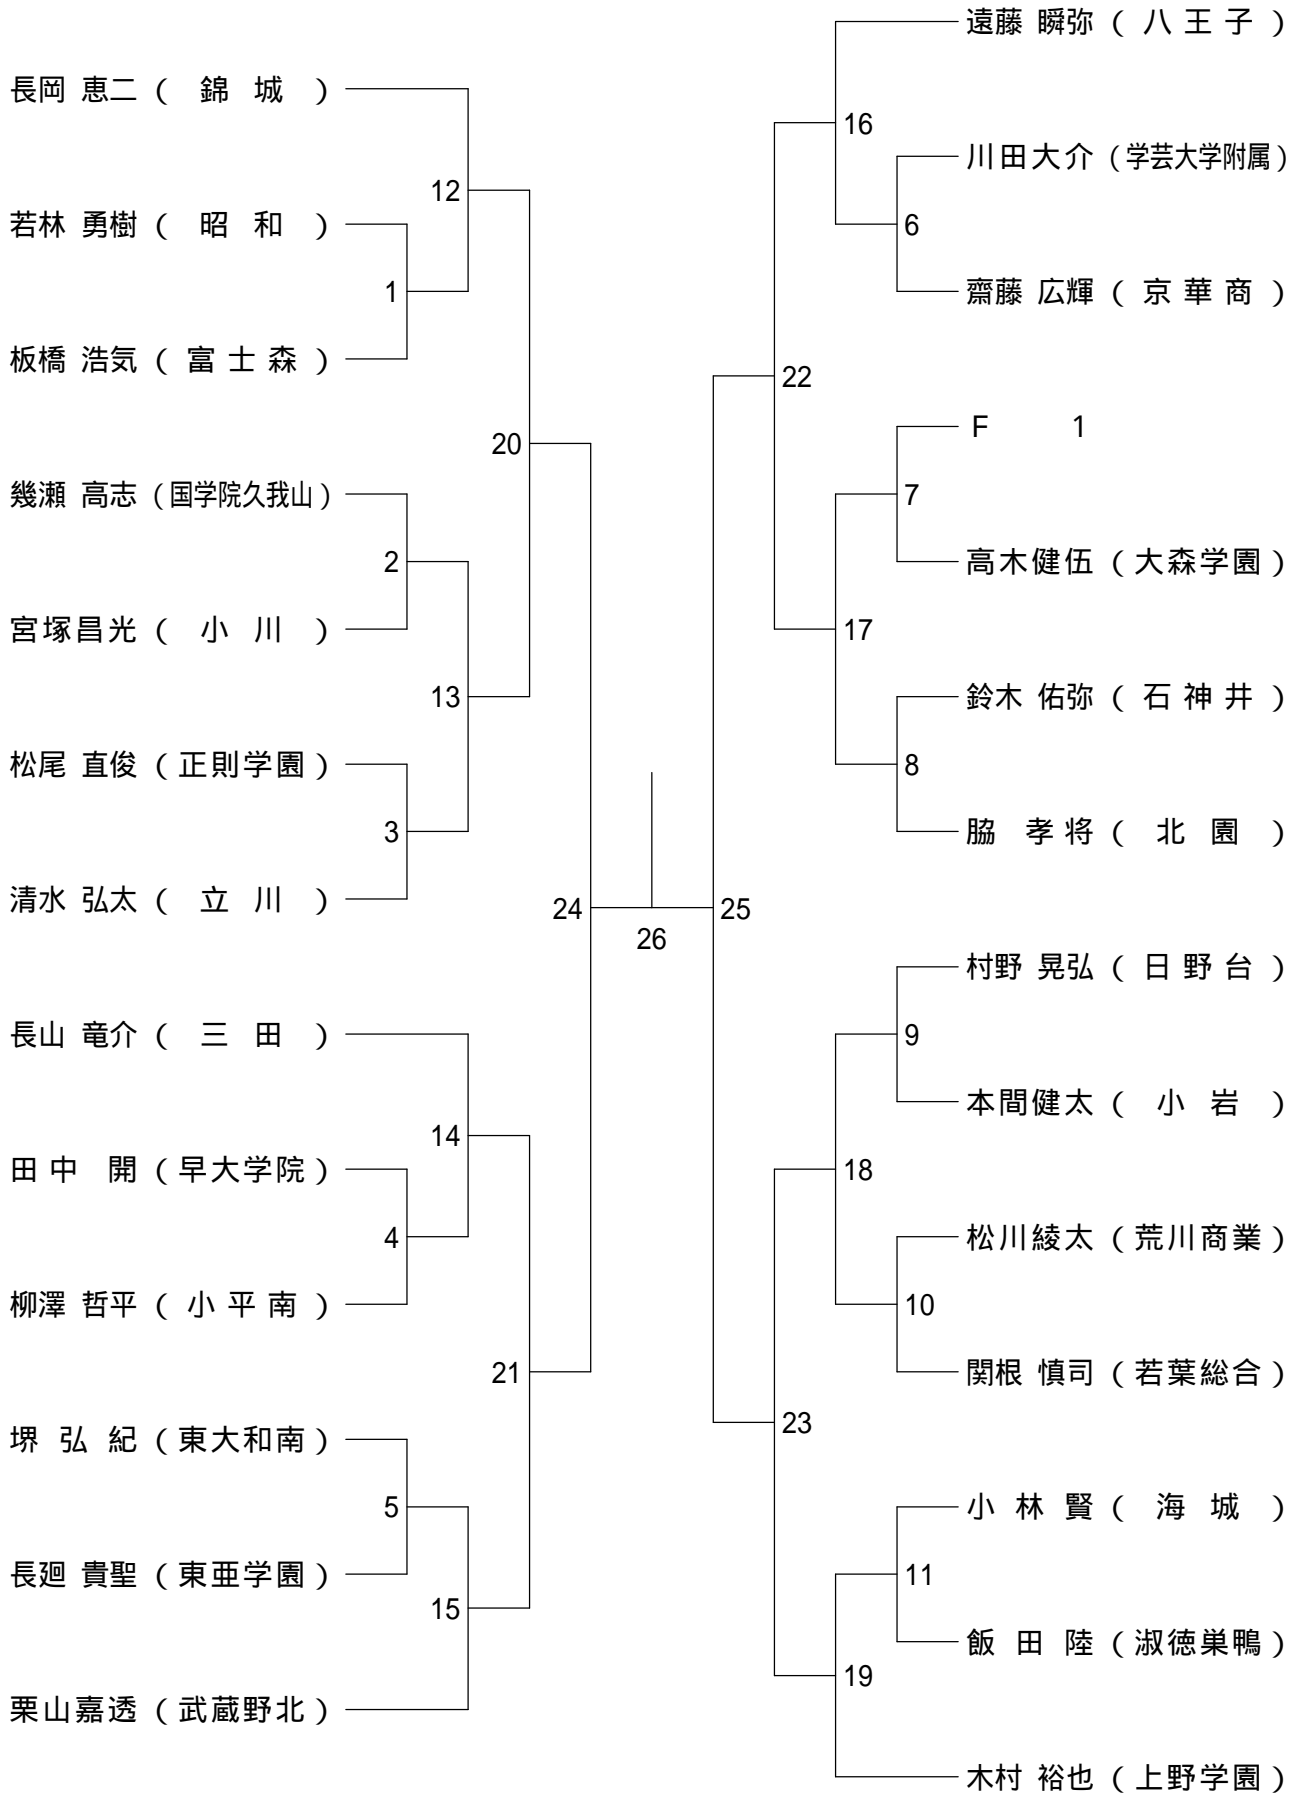 長岡 恵二 ( 錦 城 )
12
若林 勇樹 ( 昭 和 )
1
板橋 浩気 ( 富 士 森 )
20
幾瀬 高志 ( 国学院久我山 )
2
宮塚昌光 ( 小 川 )
13
松尾 直俊 ( 正則学園 )
3
清水 弘太 ( 立 川 )
24
長山 竜介 ( 三 田 )
14
田 中 開 ( 早大学院 )
4
柳澤 哲平 ( 小 平 南 )
21
堺 弘 紀 ( 東大和南 )
5
長廻 貴聖 ( 東亜学園 )
15
栗山嘉透 ( 武蔵野北 )
26
遠藤 瞬弥 ( 八 王 子 )
16
川田大介 ( 学芸大学附属 )
6
齋藤 広輝 ( 京 華 商 )
22
F 1
7
高木健伍 ( 大森学園 )
17
鈴木 佑弥 ( 石 神 井 )
8
脇 孝将 ( 北 園 )
25
村野 晃弘 ( 日 野 台 )
9
本間健太 ( 小 岩 )
18
松川綾太 ( 荒川商業 )
10
関根 慎司 ( 若葉総合 )
23
小 林 賢 ( 海 城 )
11
飯 田 陸 ( 淑徳巣鴨 )
19
木村 裕也 ( 上野学園 )